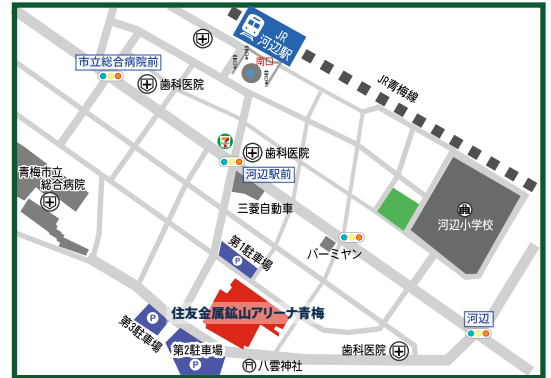 JR
河辺駅
南口
市立総合病院前
歯科医院
JR青梅線
7
歯科医院
河辺駅前
青梅市立
総合病院
三菱自動車
河辺小学校
第1駐車場
P
バーミヤン
住友金属鉱山アリーナ青梅
P
第3駐車場
第2駐車場
P
河辺
歯科医院
八雲神社